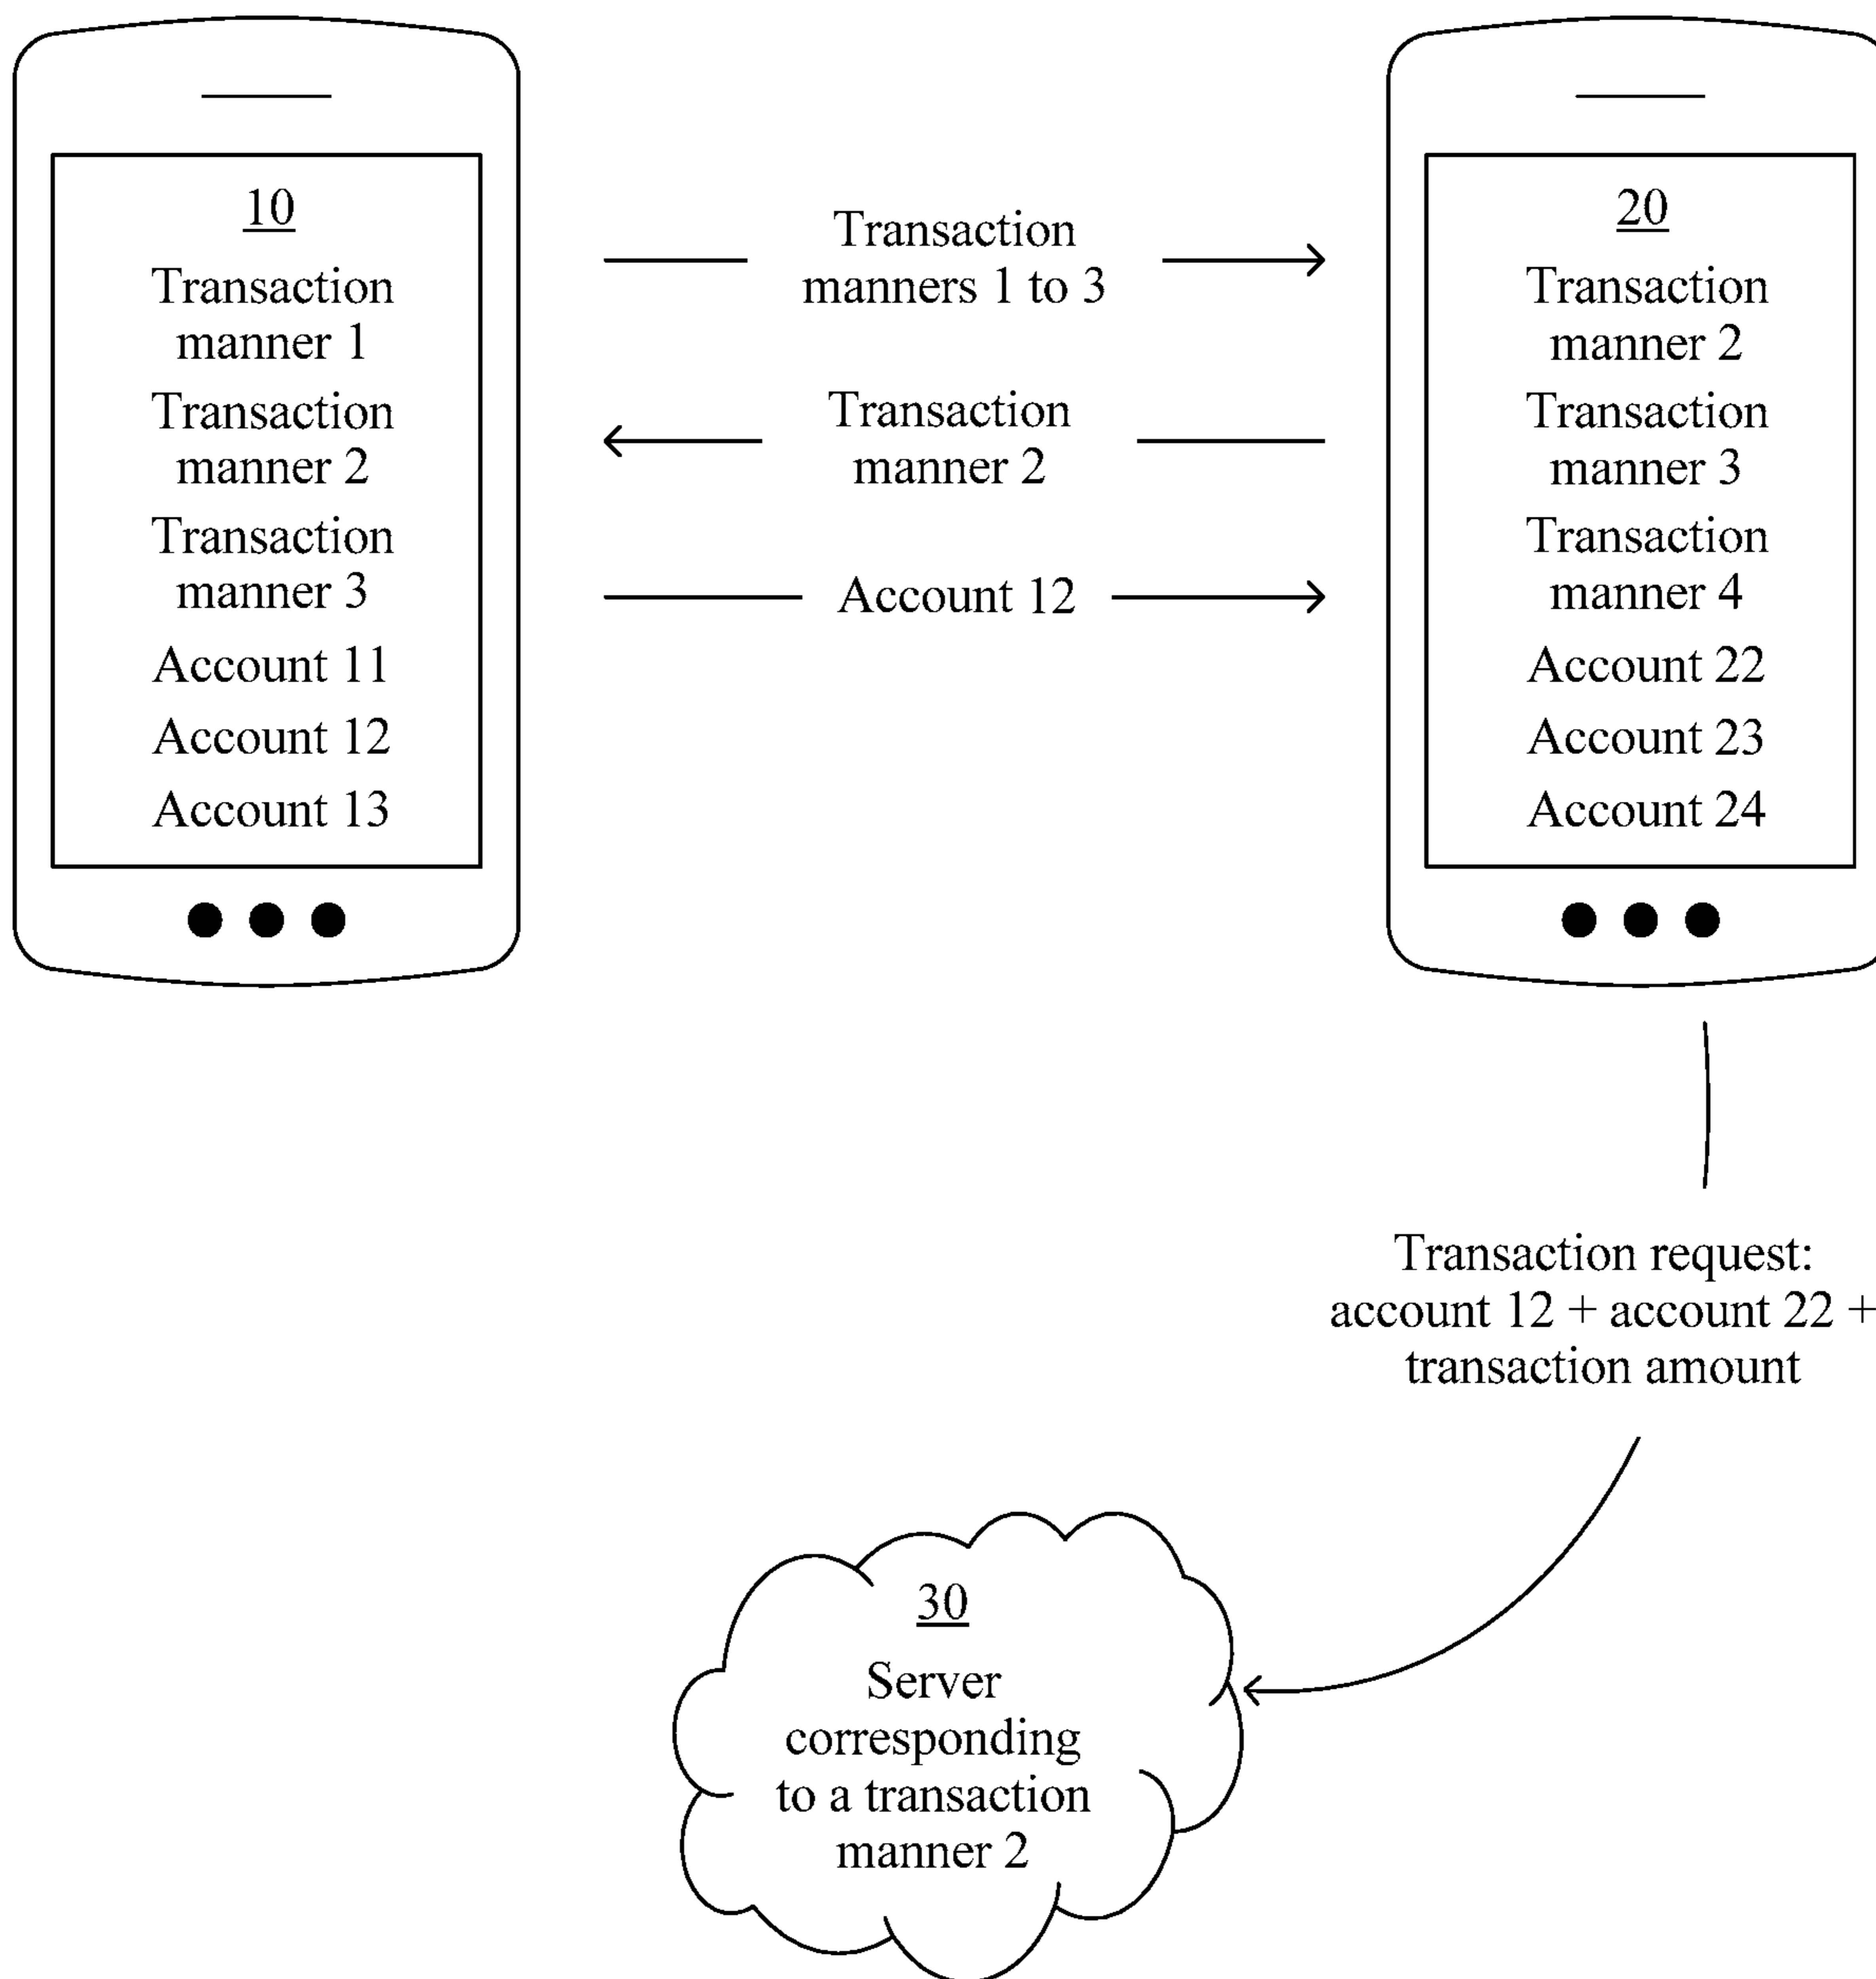 10
Transaction
manner 1
Transaction
manner 2
Transaction
manner 3
Account 11
Account 12
Account 13
Transaction
manners 1 to 3
Transaction
manner 2
Account 12
20
Transaction
manner 2
Transaction
manner 3
Transaction
manner 4
Account 22
Account 23
Account 24
Transaction request:
account 12 + account 22 +
transaction amount
30
Server
corresponding
to a transaction
manner 2